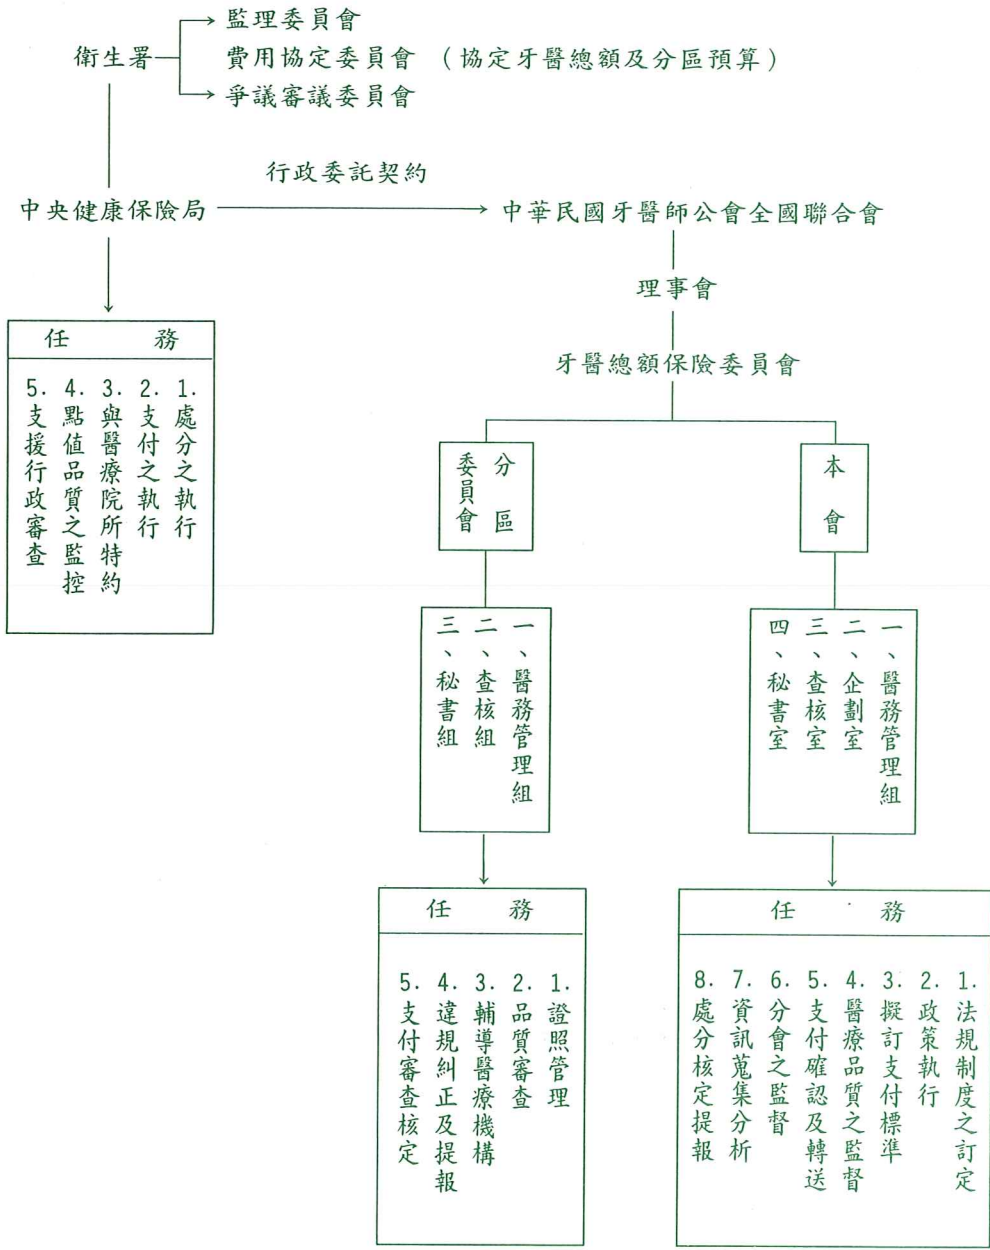 監理委員會
衛生署
費用協定委員會 (協定牙醫總額及分區預算)
爭議審議委員會
行政委託契約
中央健康保險局
中華民國牙醫師公會全國聯合會
理事會
牙醫總額保險委員會
任 務
1. 處分之執行
2. 支付之執行
3. 與醫療院所特約
4. 點值品質之監控
5. 支援行政審查
分區
委員會
本會
一、醫務管理組
二、查核組
三、秘書組
一、醫務管理組
二、企劃室
三、查核室
四、秘書室
任 務
1. 證照管理
2. 品質審查
3. 輔導醫療機構
4. 違規糾正及提報
5. 支付審查核定
任 務
1. 法規制度之訂定
2. 政策執行
3. 擬訂支付標準
4. 醫療品質之監督
5. 支付確認及轉送
6. 分會之監督
7. 資訊蒐集分析
8. 處分核定提報